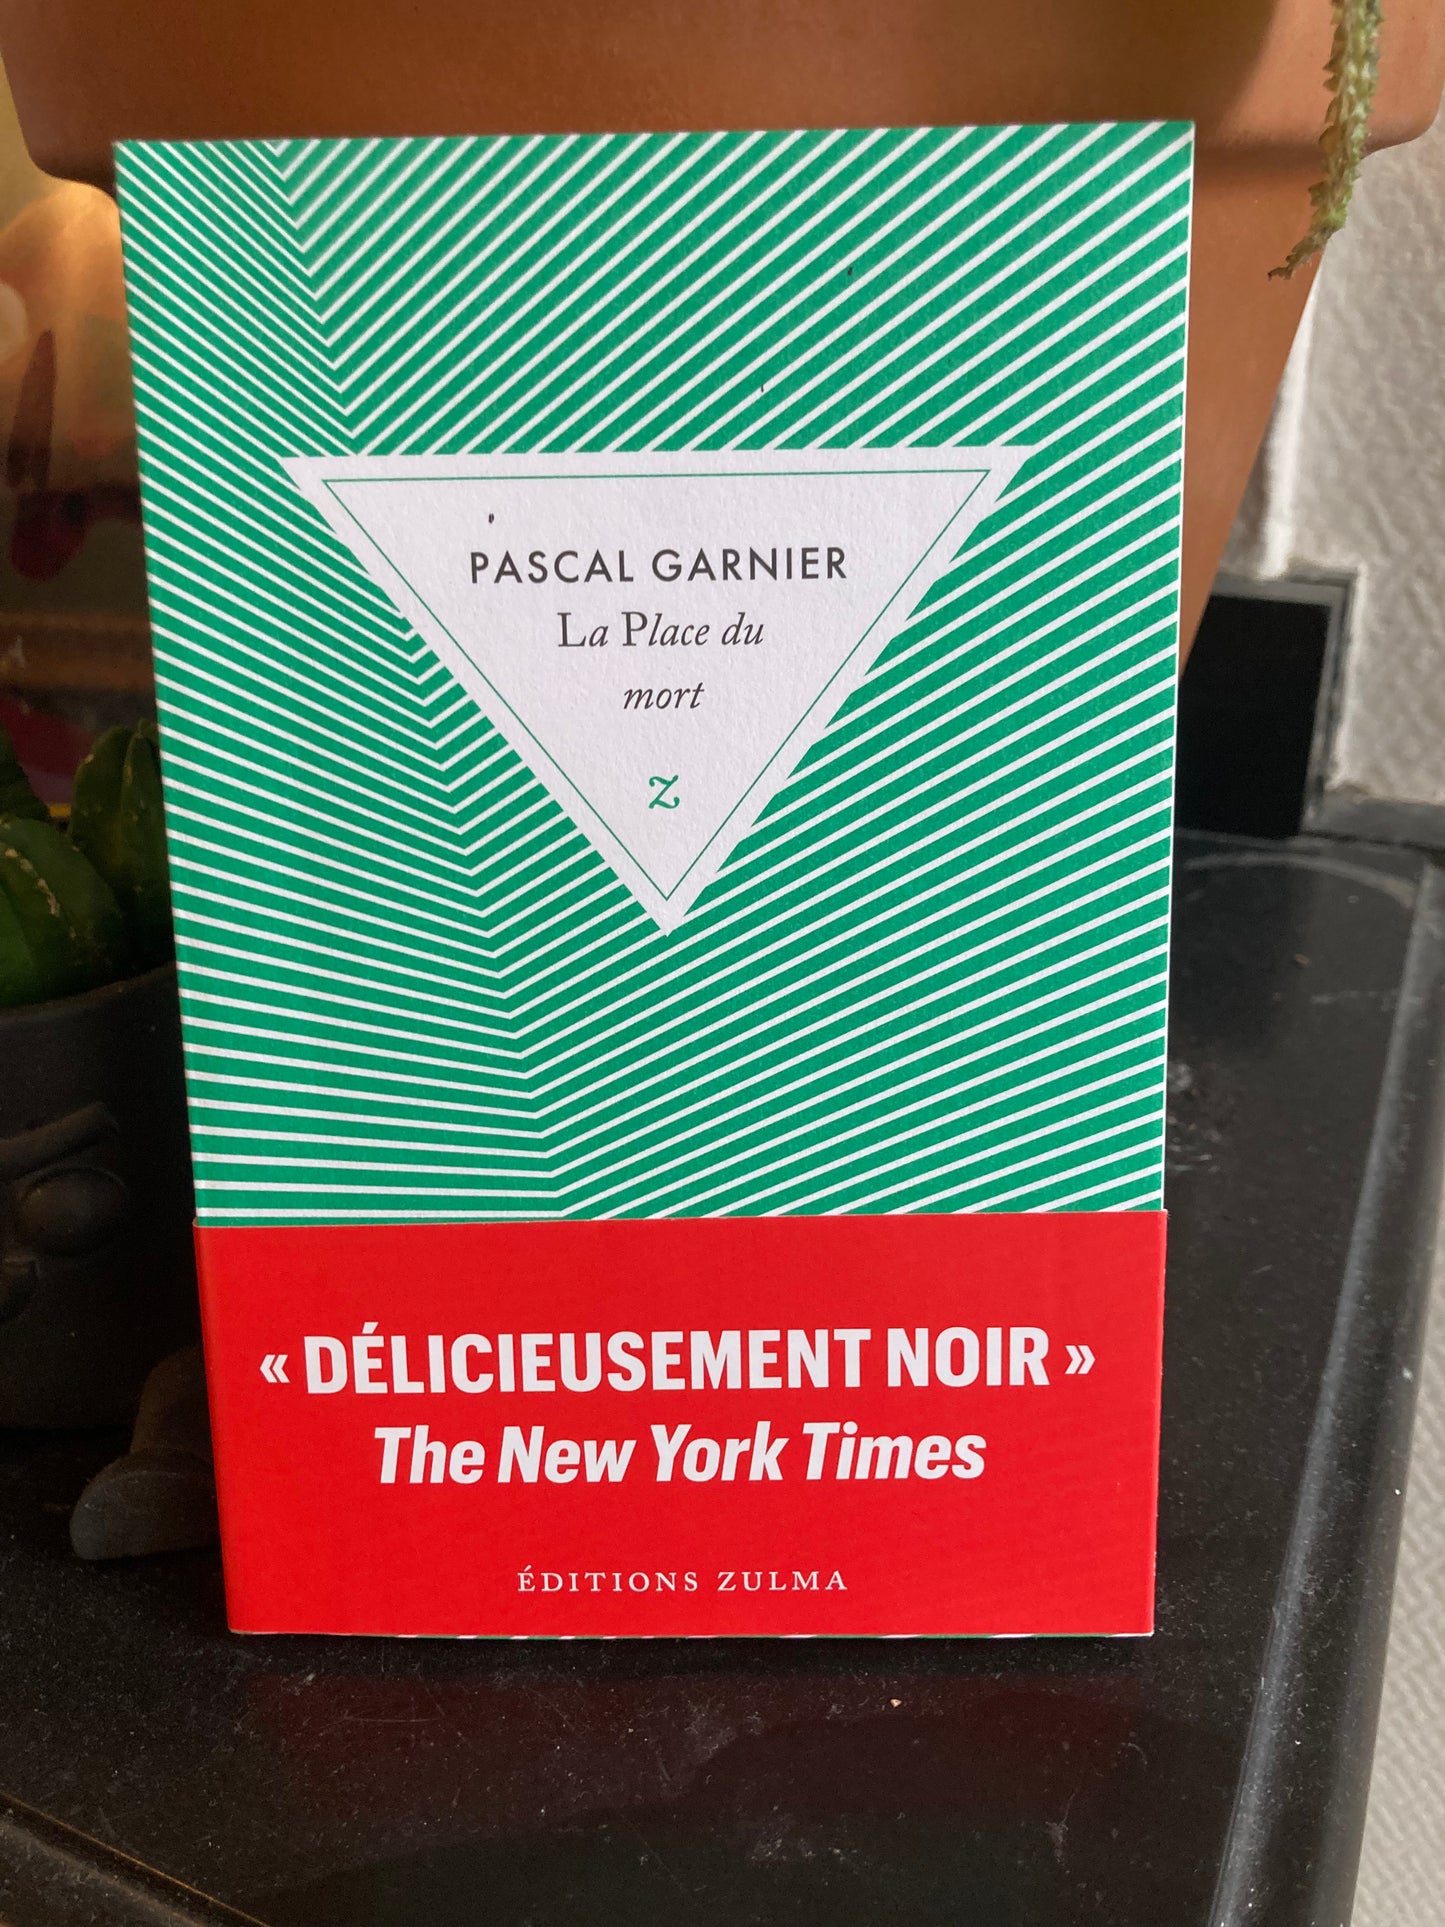 PASCAL GARNIER
La Place du
mort
Z
« DÉLICIEUSEMENT NOIR »
The New York Times
ÉDITIONS ZULMA